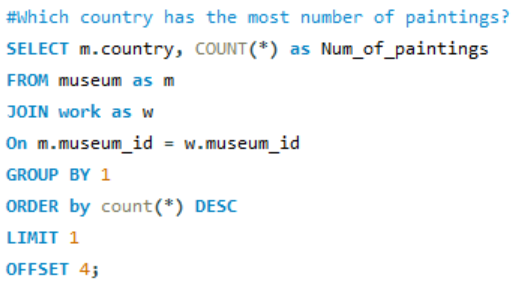 #Which country has the most number of paintings?
SELECT m.country, COUNT(*) as Num_of_paintings
FROM museum as m
JOIN work as w
On m.museum_id = w.museum_id
GROUP BY 1
ORDER by count(*) DESC
LIMIT 1
OFFSET 4;